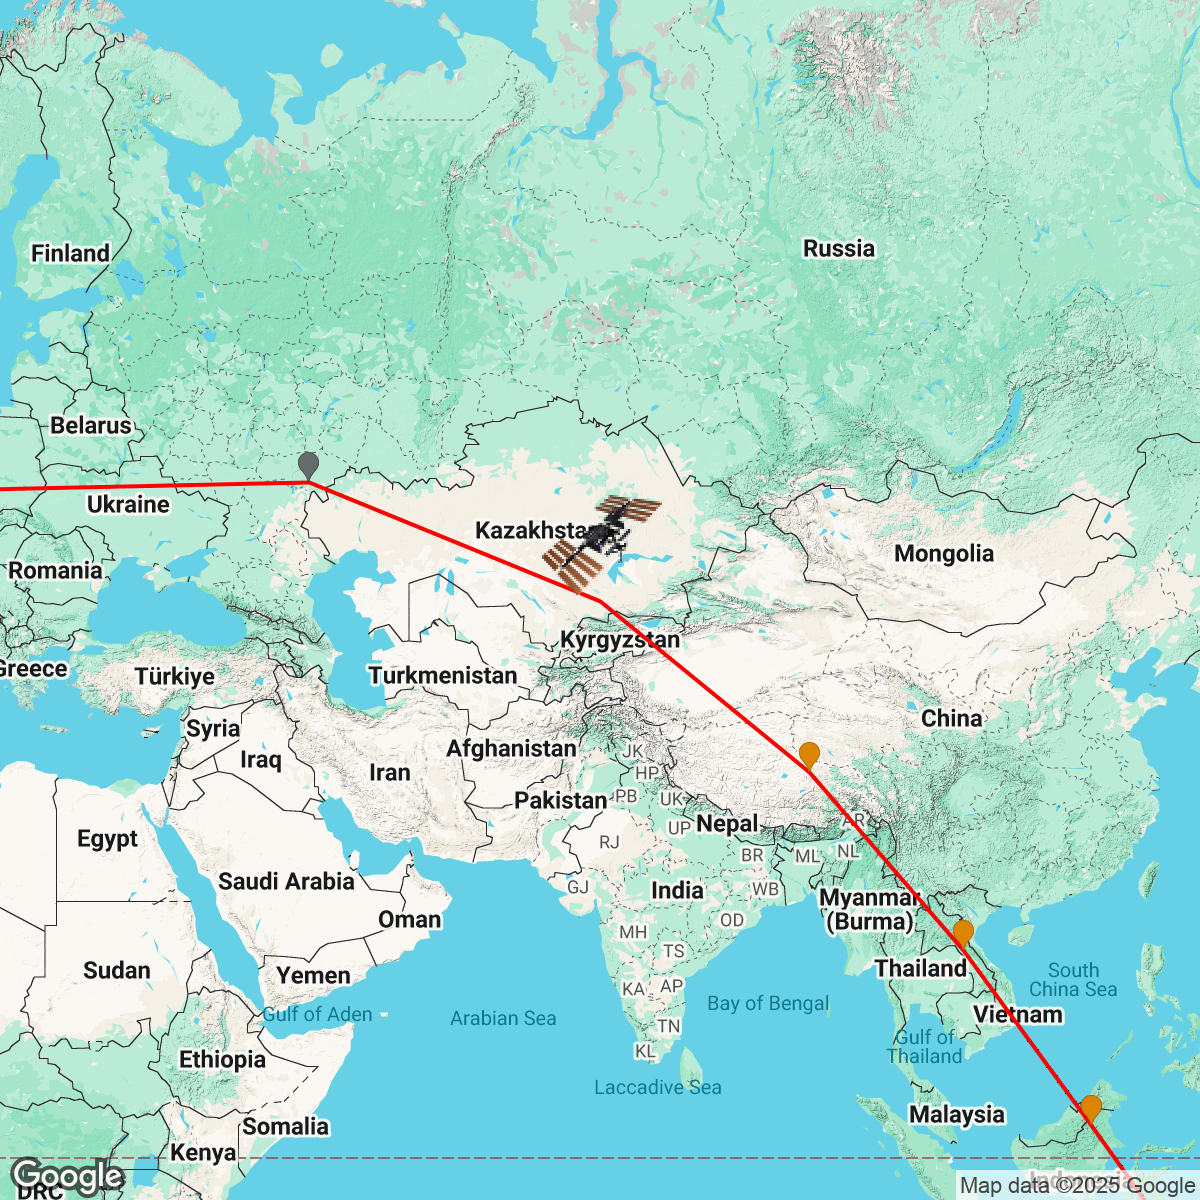 Finland
Russia
Belarus
Ukraine
Kazakhsta
Romania
Mongolia
Greece
Türkiye
Kyrgyzstan
Turkmenistan
China
Syria
Iraq
Iran
Afghanistan
JK
HP
Pakistan
PB
UK
Nepal
AR
Egypt
RJ
UP
BR
ML
NL
Saudi Arabia
GJ
India
WB
Myanmar
(Burma)
Oman
MH
OD
Sudan
Yemen
TS
Thailand
South
China Sea
KA
AP
Gulf of Aden
Arabian Sea
Bay of Bengal
Vietnam
TN
Gulf of
Thailand
Ethiopia
KL
Laccadive Sea
Malaysia
Somalia
Kenya
Google
DRC
Indonesia
Map data ©2025 Google